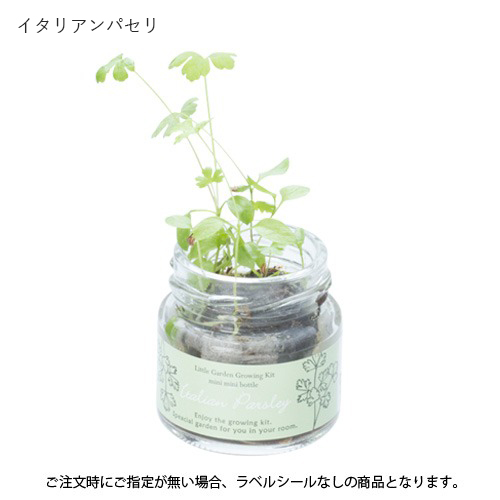 イタリアンパセリ
Little Garden Growing Kit
mini mini bottle
Italian Parsley
Enjoy the growing kit.
Special garden for you in your room.
ご注文時にご指定が無い場合、ラベルシールなしの商品となります。